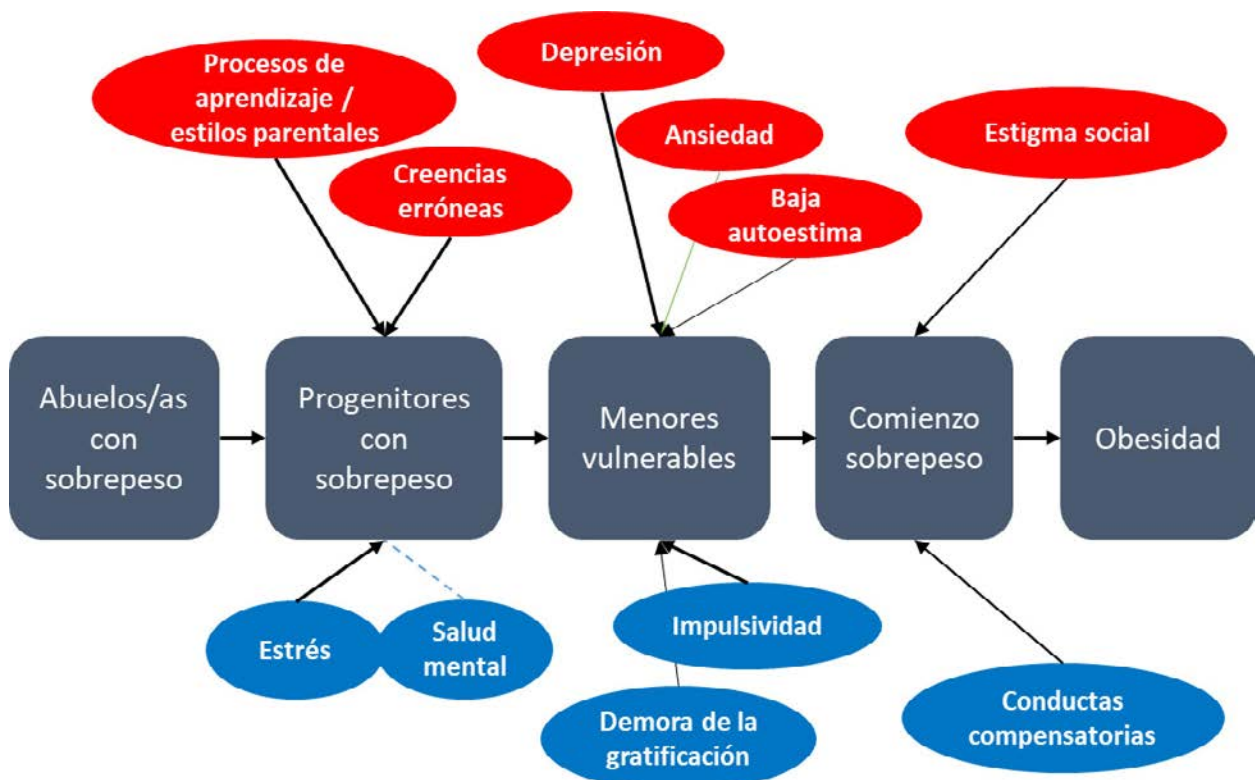 Procesos de
aprendizaje /
estilos parentales
Creencias
erróneas
Depresión
Ansiedad
Baja
autoestima
Estigma social
Abuelos/as
con
sobrepeso
Progenitores
con
sobrepeso
Menores
vulnerables
Comienzo
sobrepeso
Obesidad
Estrés
Salud
mental
Impulsividad
Demora de la
gratificación
Conductas
compensatorias